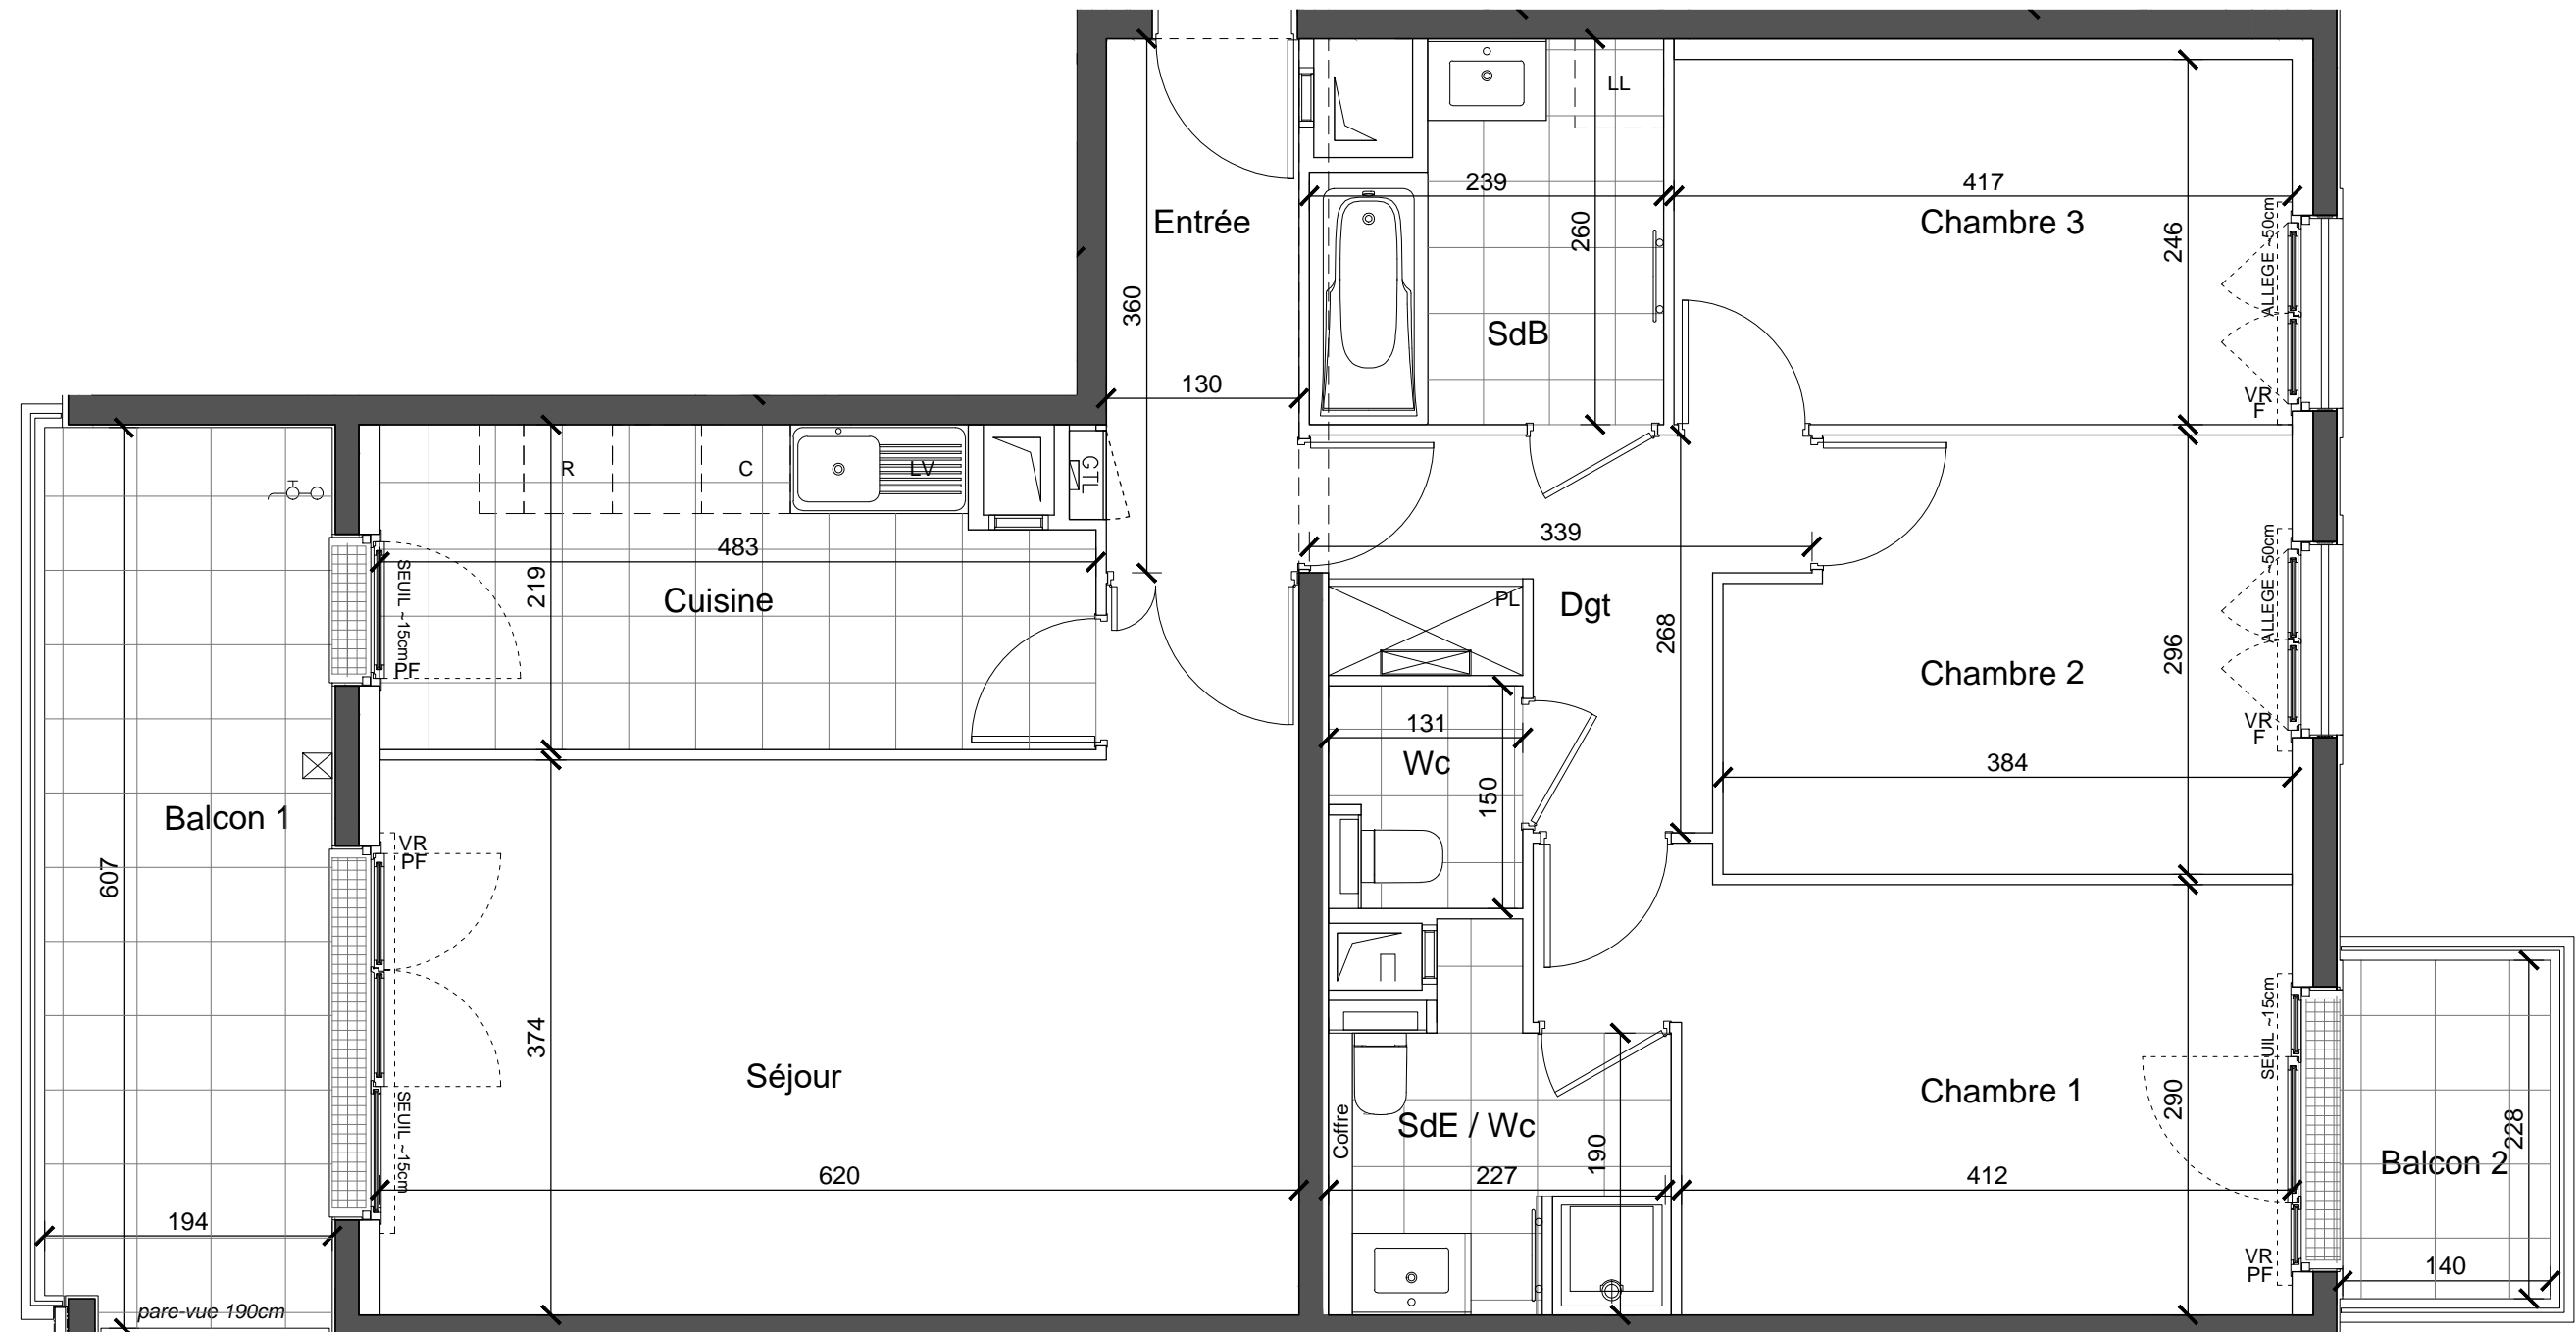 LL
239
417
Entrée
260
Chambre 3
246
ALLEGE ~50cm
360
SdB
130
VR
F
R
C
LV
GTL
483
339
219
SEUIL ~15cm
PF
Cuisine
PL
Dgt
268
ALLEGE ~50cm
296
Chambre 2
131
Wc
150
VR
F
384
Balcon 1
607
VR
PF
374
Séjour
SEUIL ~15cm
SEUIL ~15cm
Chambre 1
290
Coffre
SdE / Wc
190
228
Balcon 2
620
227
412
194
VR
PF
140
pare-vue 190cm